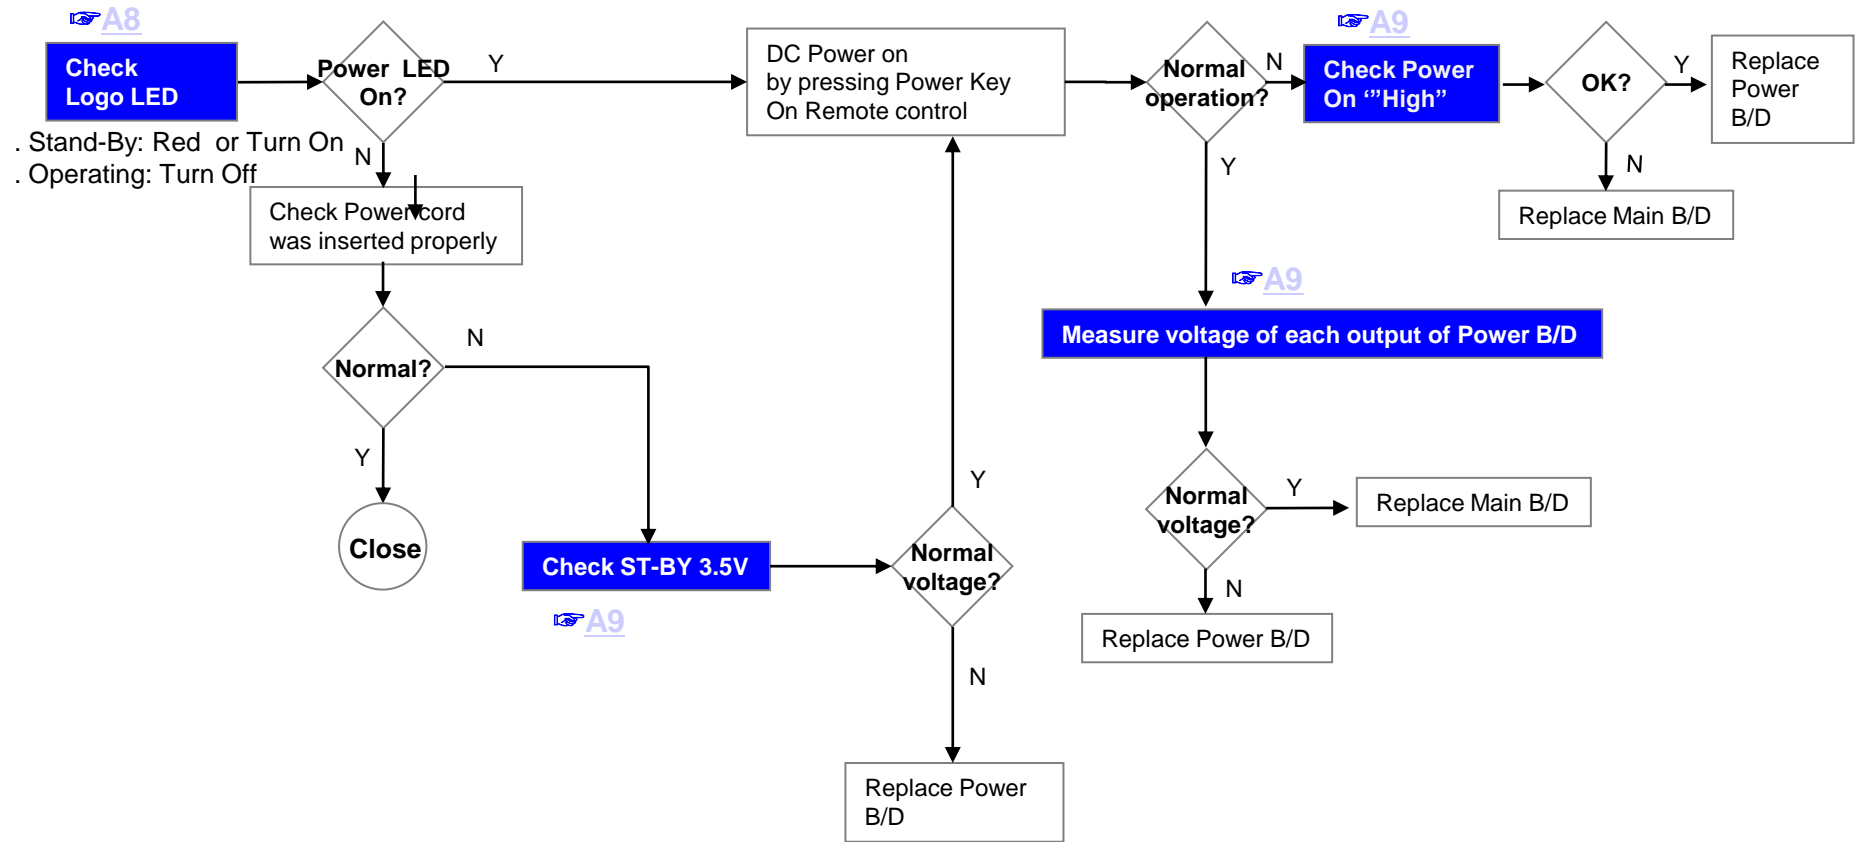 ☞A8
Check
Logo LED
. Stand-By: Red  or Turn On
. Operating: Turn Off
Power  LED
On?
Y
N
Check Power cord
was inserted properly
Normal?
N
Y
Close
Check ST-BY 3.5V
☞A9
Normal
voltage?
Y
N
Replace Power
B/D
DC Power on
by pressing Power Key
On Remote control
Normal
operation?
N
Y
☞A9
Check Power
On ‘”High”
OK?
Y
Replace
Power
B/D
N
Replace Main B/D
☞A9
Measure voltage of each output of Power B/D
Normal
voltage?
Y
Replace Main B/D
N
Replace Power B/D